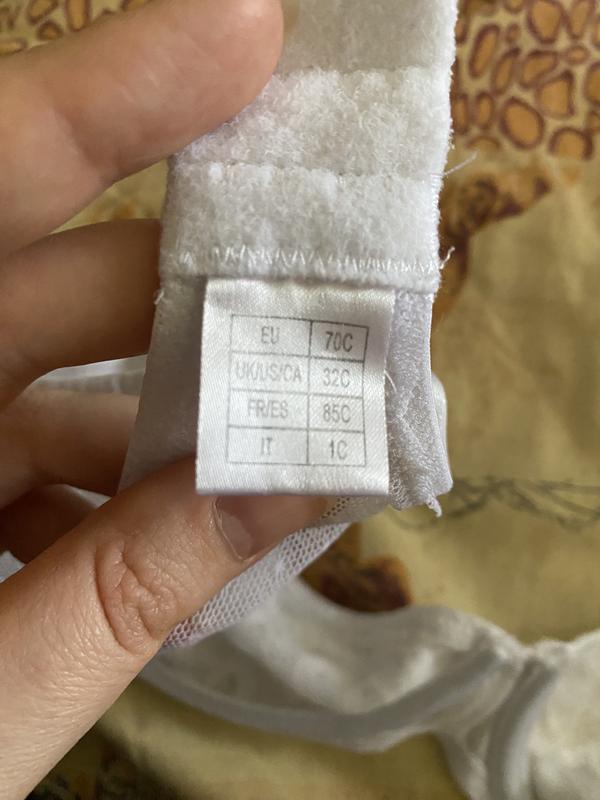 EU 70C
UK/US/CA 32C
FR/ES 85C
IT 1C